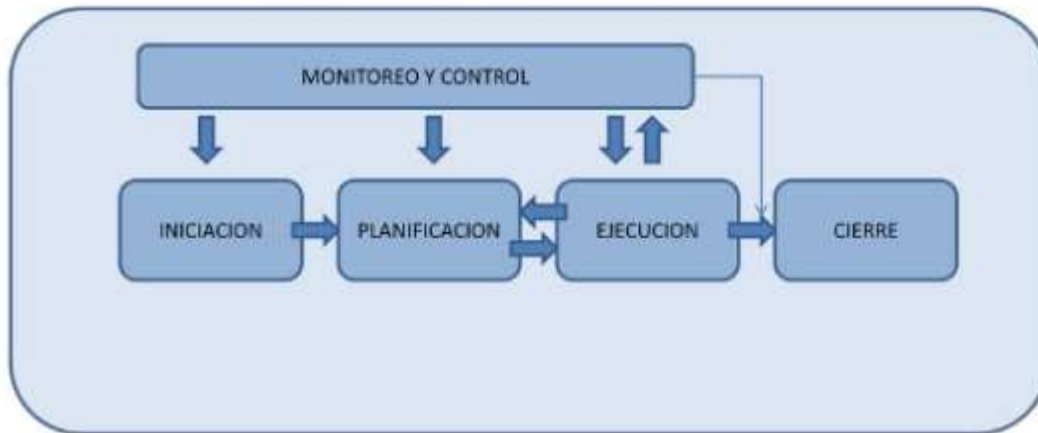 MONITOREO Y CONTROL
INICIACION
PLANIFICACION
EJECUCION
CIERRE